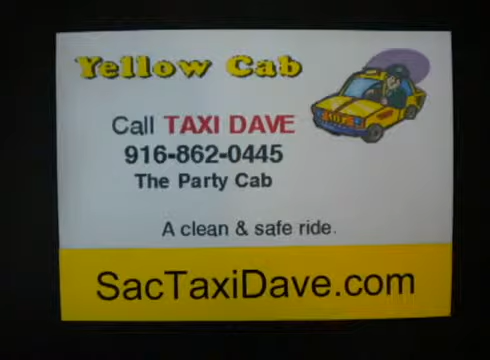 Yellow Cab
Call TAXI DAVE
916-862-0445
The Party Cab
A clean & safe ride.
SacTaxiDave.com